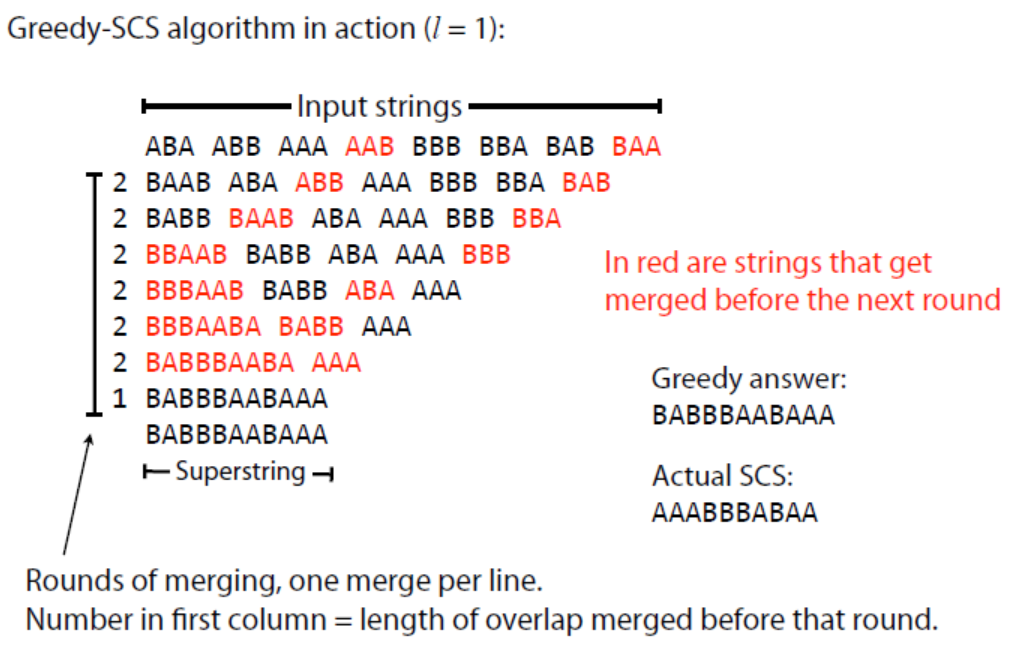 Greedy-SCS algorithm in action (l = 1):
Input strings
ABA ABB AAA AAB BBB BBA BAB BAA
2 BAAB ABA ABB AAA BBB BBA BAB
2 BABB BAAB ABA AAA BBB BBA
2 BBAAB BABB ABA AAA BBB
2 BBBAAB BABB ABA AAA
2 BBBAABA BABB AAA
2 BABBBAABA AAA
1 BABBBAABAAA
BABBBAABAAA
Superstring
In red are strings that get
merged before the next round
Greedy answer:
BABBBAABAAA
Actual SCS:
AAABBBABAA
Rounds of merging, one merge per line.
Number in first column = length of overlap merged before that round.